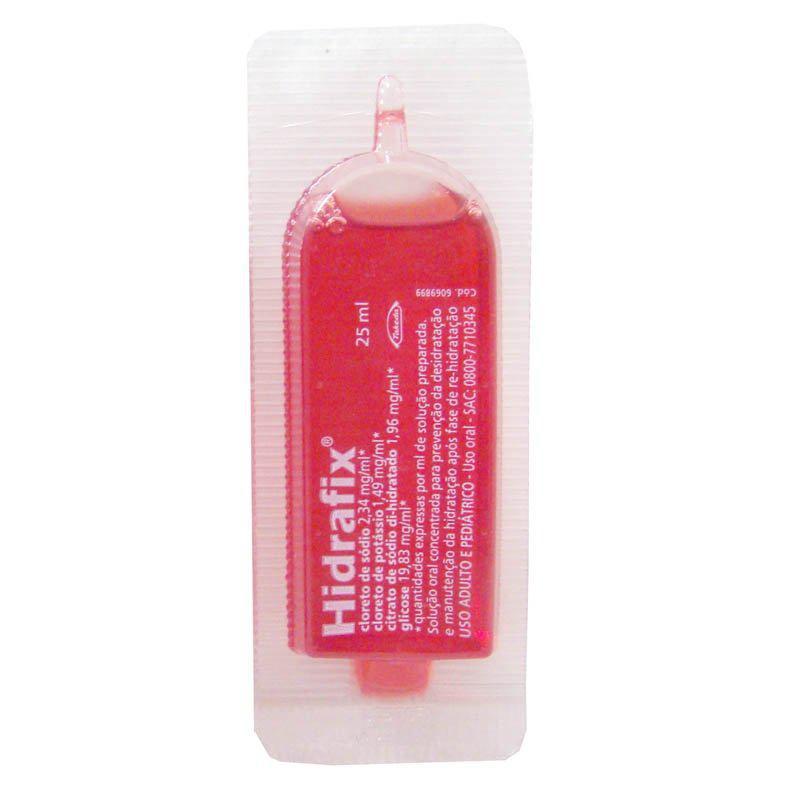 Hidrafix®
25 ml
cloreto de sódio 2,34 mg/ml*
cloreto de potássio 1,49 mg/ml*
citrato de sódio di-hidratado 1,96 mg/ml*
glicose 19,83 mg/ml*
Takeda
*quantidades expressas por ml de solução preparada.
Cód. 6069899
Solução oral concentrada para prevenção da desidratação
e manutenção da hidratação após fase de re-hidratação
USO ADULTO E PEDIÁTRICO - Uso oral - SAC: 0800-7710345